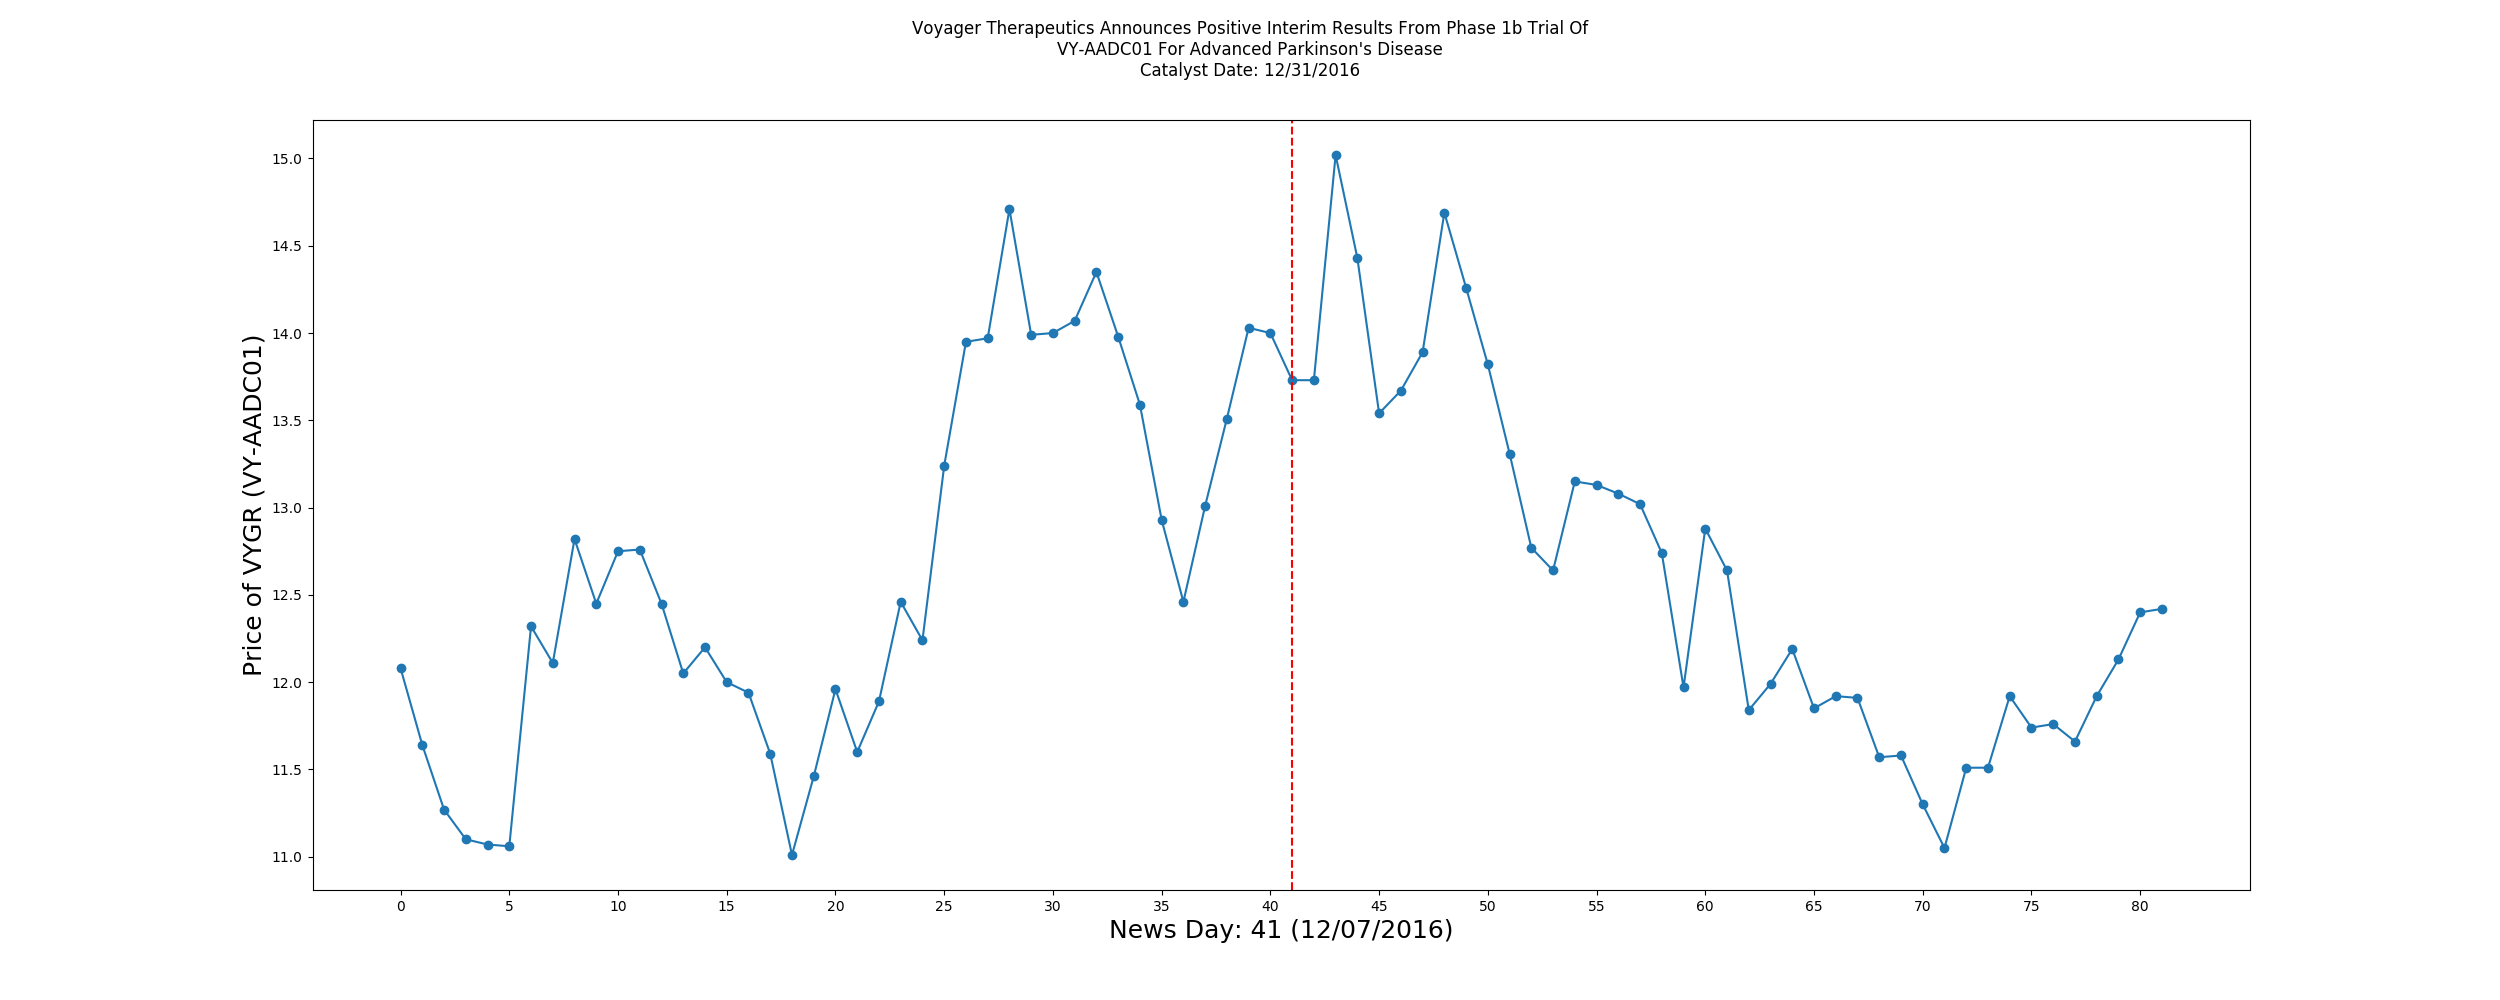 Voyager Therapeutics Announces Positive Interim Results From Phase 1b Trial Of
VY-AADC01 For Advanced Parkinson's Disease
Catalyst Date: 12/31/2016
Price of VYGR (VY-AADC01)
15.0
14.5
14.0
13.5
13.0
12.5
12.0
11.5
11.0
0 5 10 15 20 25 30 35 40 45 50 55 60 65 70 75 80
News Day: 41 (12/07/2016)